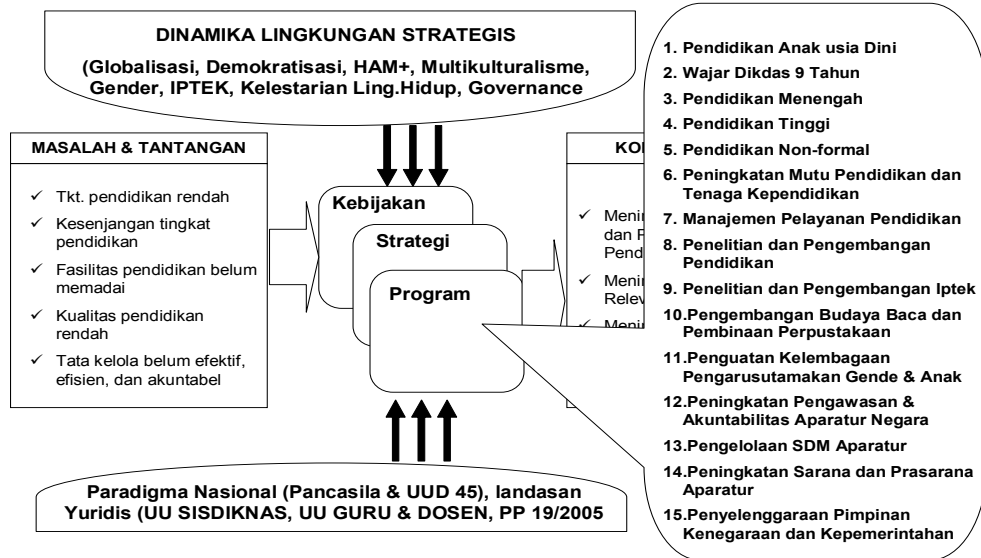 DINAMIKA LINGKUNGAN STRATEGIS
(Globalisasi, Demokratisasi, HAM+, Multikulturalisme,
Gender, IPTEK, Kelestarian Ling.Hidup, Governance
MASALAH & TANTANGAN
✓ Tkt. pendidikan rendah
✓ Kesenjangan tingkat
pendidikan
✓ Fasilitas pendidikan belum
memadai
✓ Kualitas pendidikan
rendah
✓ Tata kelola belum efektif,
efisien, dan akuntabel
Kebijakan
Strategi
Program
✓
dan
✓
✓
1. Pendidikan Anak usia Dini
2. Wajar Dikdas 9 Tahun
3. Pendidikan Menengah
4. Pendidikan Tinggi
5. Pendidikan Non-formal
6. Peningkatan Mutu Pendidikan dan
Tenaga Kependidikan
7. Manajemen Pelayanan Pendidikan
8. Penelitian dan Pengembangan
Pendidikan
9. Penelitian dan Pengembangan Iptek
10.Pengembangan Budaya Baca dan
Pembinaan Perpustakaan
11.Penguatan Kelembagaan
Pengarusutamakan Gende & Anak
12.Peningkatan Pengawasan &
Akuntabilitas Aparatur Negara
13.Pengelolaan SDM Aparatur
14.Peningkatan Sarana dan Prasarana
Aparatur
15.Penyelenggaraan Pimpinan
Kenegaraan dan Kepemerintahan
Paradigma Nasional (Pancasila & UUD 45), landasan
Yuridis (UU SISDIKNAS, UU GURU & DOSEN, PP 19/2005